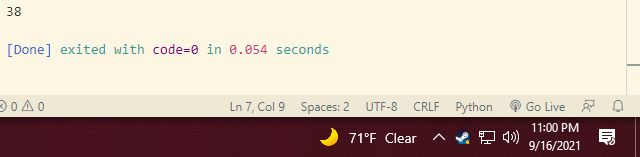 38
[Done] exited with code=0 in 0.054 seconds
0 0 Ln 7, Col 9 Spaces: 2 UTF-8 CRLF Python Go Live
71°F Clear 11:00 PM
9/16/2021